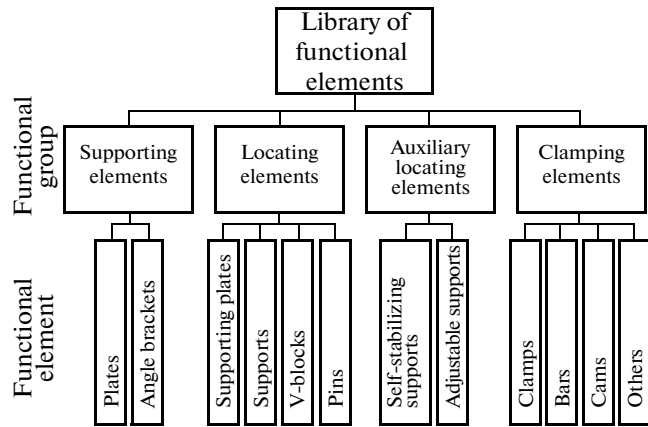 Library of
functional
elements
Functional
group
Supporting
elements
Locating
elements
Auxiliary
locating
elements
Clamping
elements
Functional
element
Plates
Angle brackets
Supporting plates
Supports
V-blocks
Pins
Self-stabilizing
supports
Adjustable supports
Clamps
Bars
Cams
Others